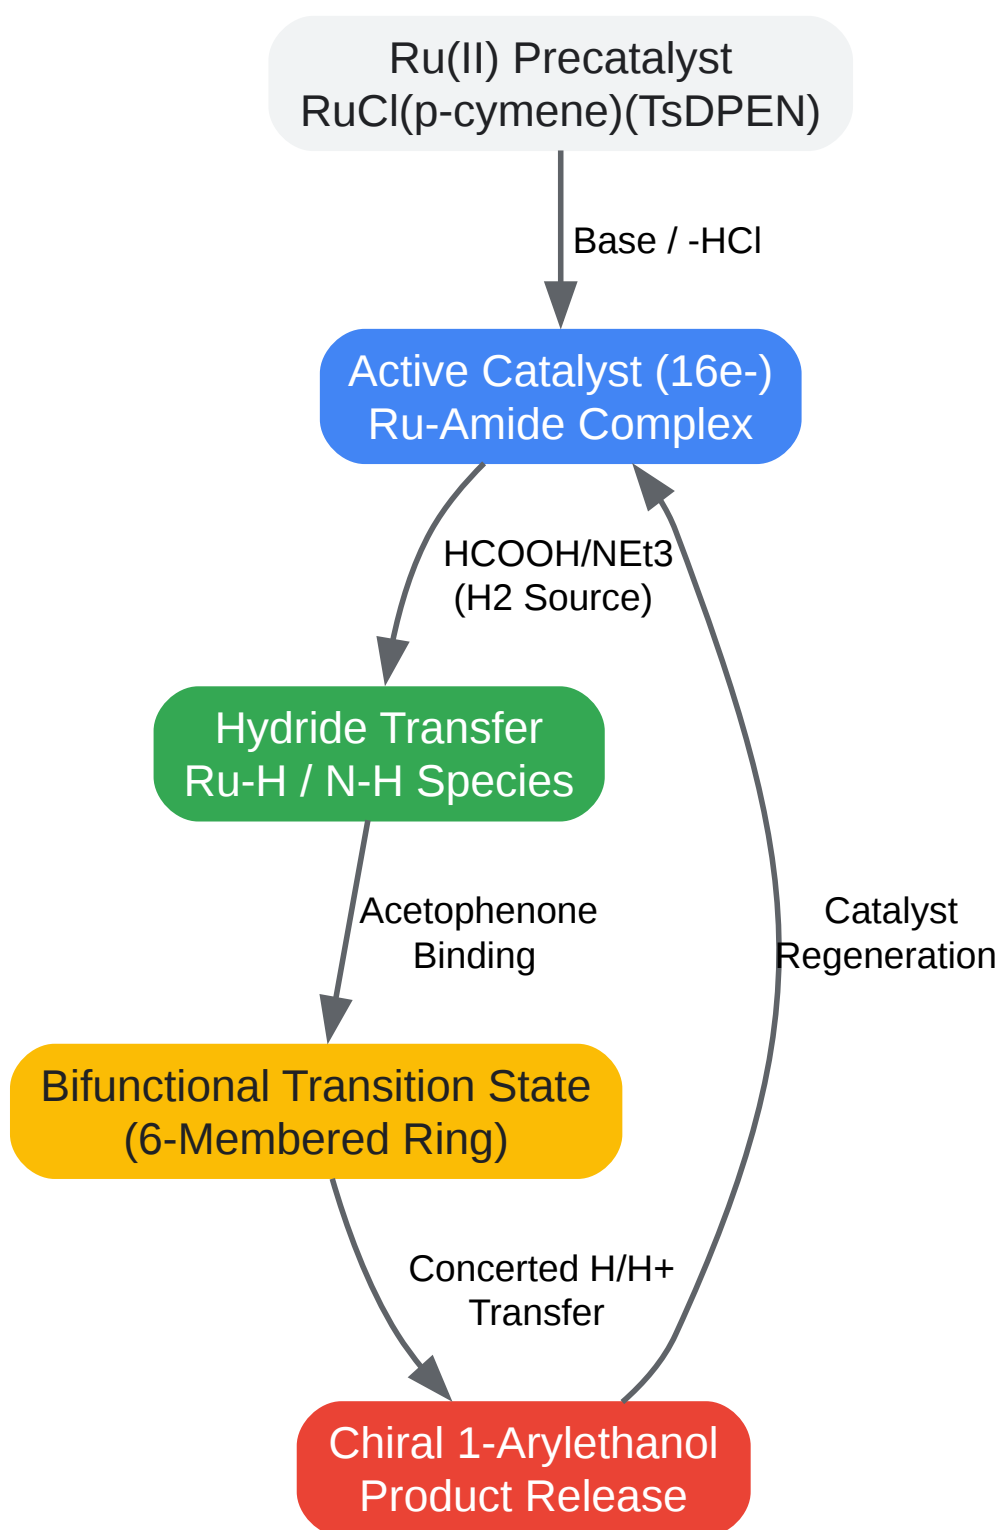 Ru(II) Precatalyst
RuCl(p-cymene)(TsDPEN)
Base / -HCl
Active Catalyst (16e-)
Ru-Amide Complex
HCOOH/NEt3
(H2 Source)
Hydride Transfer
Ru-H / N-H Species
Acetophenone
Binding
Catalyst
Regeneration
Bifunctional Transition State
(6-Membered Ring)
Concerted H/H+
Transfer
Chiral 1-Arylethanol
Product Release